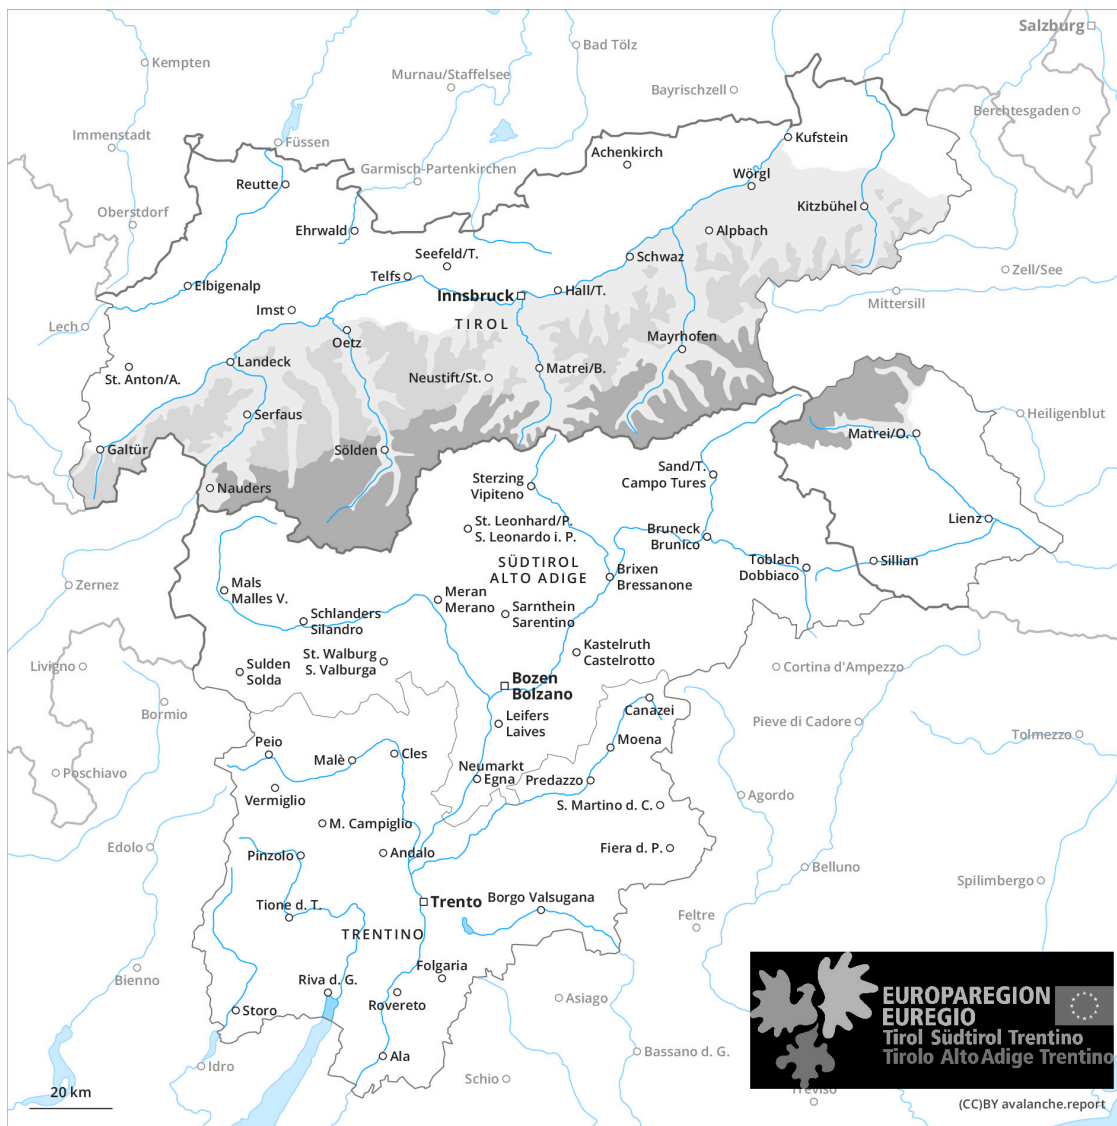 Salzburg
Bad Tölz
Kempten
Murnau/Staffelsee
Bayrischzell
Berchtesgaden
Immenstadt
Füssen
Kufstein
Achenkirch
Garmisch-Partenkirchen
Wörgl
Reutte
Kitzbühel
Oberstdorf
Ehrwald
Alpbach
Seefeld/T.
Schwaz
Zell/See
Telfs
Elbigenalp
Hall/T.
Innsbruck
Mittersill
Imst
TIROL
Lech
Oetz
Mayrhofen
Landeck
Matrei/B.
St. Anton/A.
Neustift/St.
Serfaus
Heiligenblut
Matrei/O.
Galtür
Sölden
Sand/T.
Campo Tures
Sterzing
Vipiteno
Nauders
Lienz
St. Leonhard/P.
S. Leonardo i. P.
Bruneck
Brunico
SÜDTIROL
ALTO ADIGE
Toblach
Dobbiaco
Sillian
Brixen
Bressanone
Zernez
Mals
Malles V.
Meran
Merano
Schlanders
Silandro
Sarnthein
Sarentino
Kastelruth
Castelrotto
St. Walburg
S. Valburga
Livigno
Sulden
Solda
Cortina d'Ampezzo
Bozen
Bolzano
Canazei
Bormio
Leifers
Laives
Pieve di Cadore
Tolmezzo
Moena
Peio
Cles
Malè
Neumarkt
Egna
Predazzo
Poschiavo
Vermiglio
Agordo
S. Martino d. C.
M. Campiglio
Edolo
Pinzolo
Andalo
Fiera d. P.
Belluno
Spilimbergo
Trento
Borgo Valsugana
Tione d. T.
Feltre
TRENTINO
Folgaria
Bienno
Riva d. G.
Rovereto
Asiago
Storo
EUROPAREGION
EUREGIO
Tirol Südtirol Trentino
Tirolo Alto Adige Trentino
Ala
Bassano d. G.
Idro
Schio
Treviso
20 km
(CC)BY avalanche.report